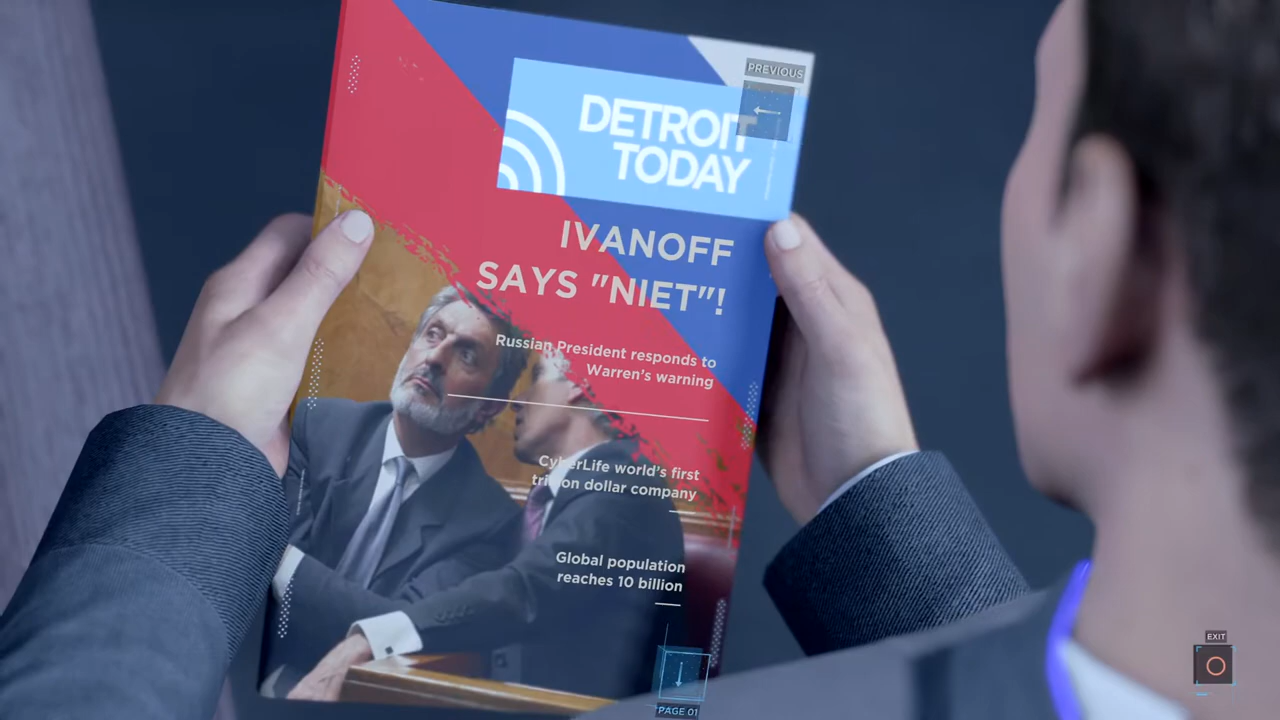 PREVIOUS
DETROIT
TODAY
IVANOFF
SAYS "NIET"!
Russian President responds to
Warren's warning
CyberLife world's first
trillion dollar company
Global population
reaches 10 billion
PAGE 01
EXIT